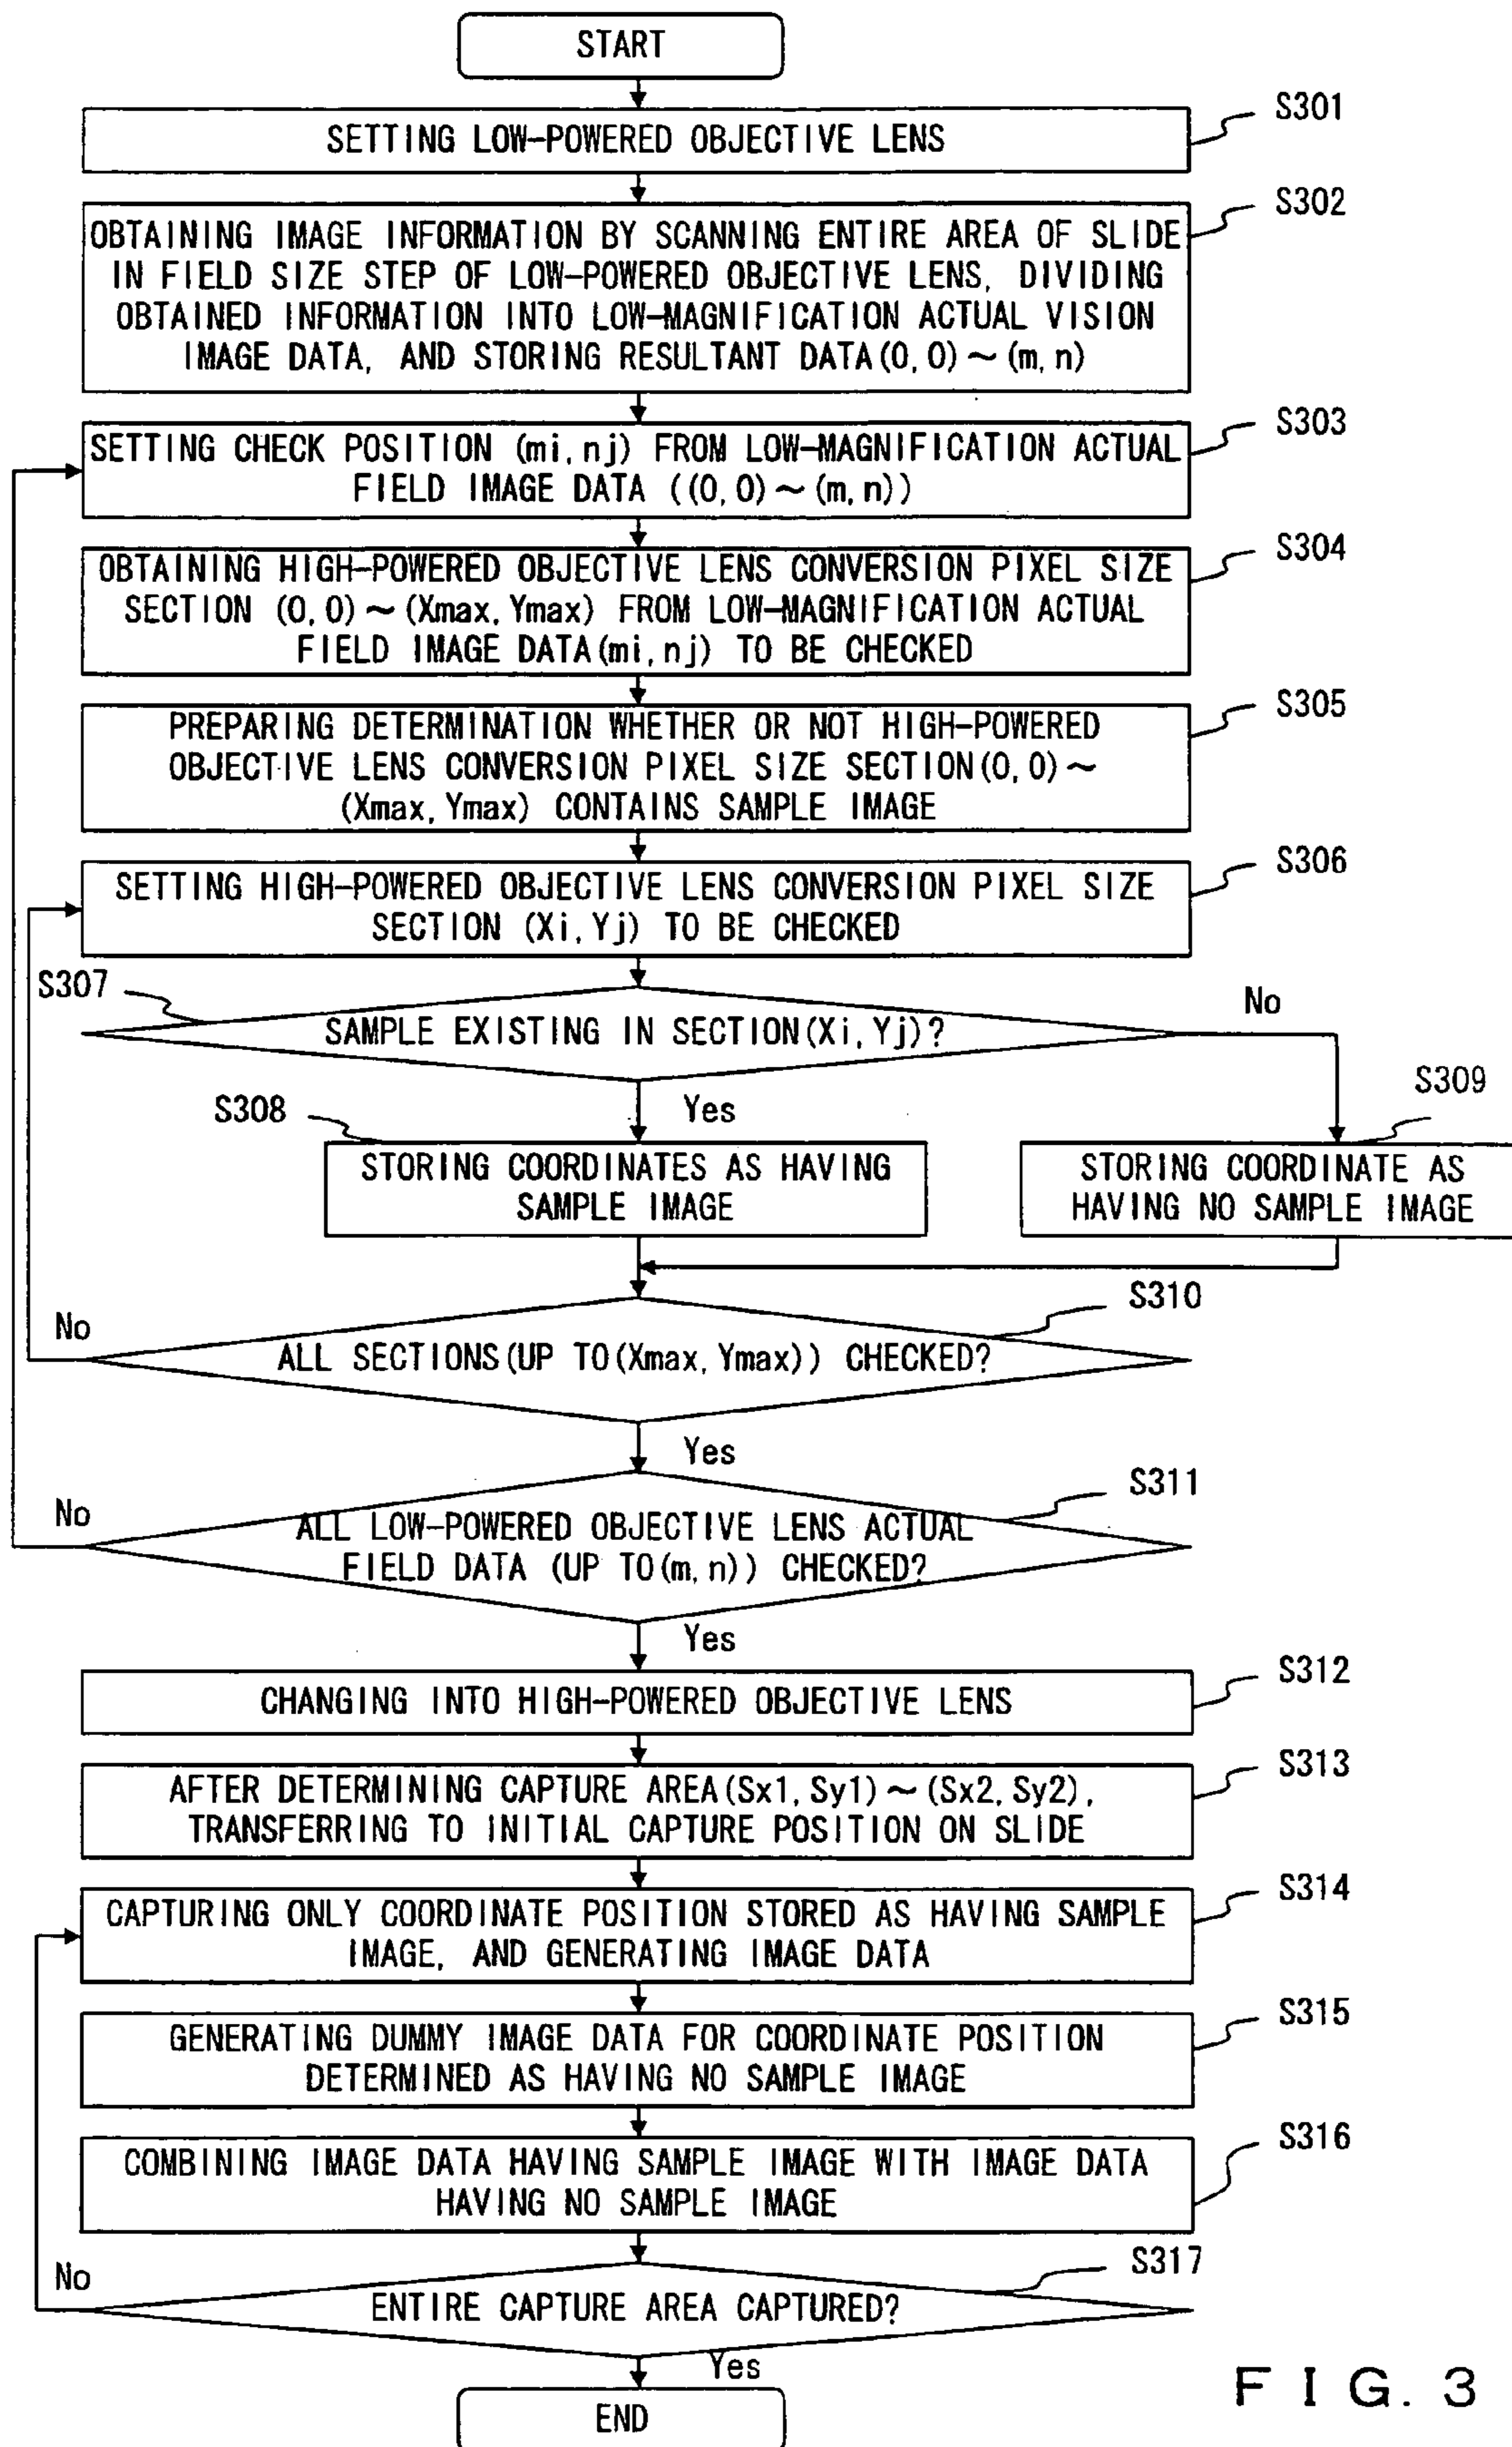 START
SETTING LOW-POWERED OBJECTIVE LENS
S301
OBTAINING IMAGE INFORMATION BY SCANNING ENTIRE AREA OF SLIDE
IN FIELD SIZE STEP OF LOW-POWERED OBJECTIVE LENS, DIVIDING
OBTAINED INFORMATION INTO LOW-MAGNIFICATION ACTUAL VISION
IMAGE DATA, AND STORING RESULTANT DATA(0, 0) ~ (m, n)
S302
SETTING CHECK POSITION (mi, nj) FROM LOW-MAGNIFICATION ACTUAL
FIELD IMAGE DATA ((0, 0) ~ (m, n))
S303
OBTAINING HIGH-POWERED OBJECTIVE LENS CONVERSION PIXEL SIZE
SECTION (0, 0) ~ (Xmax, Ymax) FROM LOW-MAGNIFICATION ACTUAL
FIELD IMAGE DATA(mi, nj) TO BE CHECKED
S304
PREPARING DETERMINATION WHETHER OR NOT HIGH-POWERED
OBJECTIVE LENS CONVERSION PIXEL SIZE SECTION(0, 0) ~
(Xmax, Ymax) CONTAINS SAMPLE IMAGE
S305
SETTING HIGH-POWERED OBJECTIVE LENS CONVERSION PIXEL SIZE
SECTION (Xi, Yj) TO BE CHECKED
S306
S307
SAMPLE EXISTING IN SECTION(Xi, Yj)?
No
Yes
S308
STORING COORDINATES AS HAVING
SAMPLE IMAGE
S309
STORING COORDINATE AS
HAVING NO SAMPLE IMAGE
S310
No
ALL SECTIONS(UP TO(Xmax, Ymax)) CHECKED?
Yes
S311
No
ALL LOW-POWERED OBJECTIVE LENS ACTUAL
FIELD DATA (UP TO(m, n)) CHECKED?
Yes
CHANGING INTO HIGH-POWERED OBJECTIVE LENS
S312
AFTER DETERMINING CAPTURE AREA(Sx1, Sy1) ~ (Sx2, Sy2),
TRANSFERRING TO INITIAL CAPTURE POSITION ON SLIDE
S313
CAPTURING ONLY COORDINATE POSITION STORED AS HAVING SAMPLE
IMAGE, AND GENERATING IMAGE DATA
S314
GENERATING DUMMY IMAGE DATA FOR COORDINATE POSITION
DETERMINED AS HAVING NO SAMPLE IMAGE
S315
COMBINING IMAGE DATA HAVING SAMPLE IMAGE WITH IMAGE DATA
HAVING NO SAMPLE IMAGE
S316
S317
No
ENTIRE CAPTURE AREA CAPTURED?
Yes
END
FIG. 3